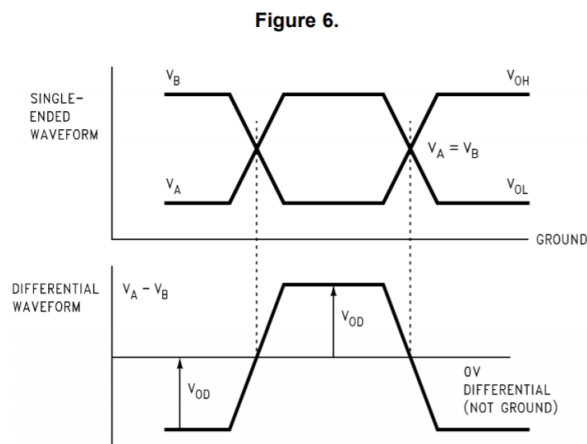 Figure 6.
SINGLE-
ENDED
WAVEFORM
V_B
V_OH
V_A = V_B
V_A
V_OL
GROUND
DIFFERENTIAL
WAVEFORM
V_A - V_B
V_OD
V_OD
0V
DIFFERENTIAL
(NOT GROUND)